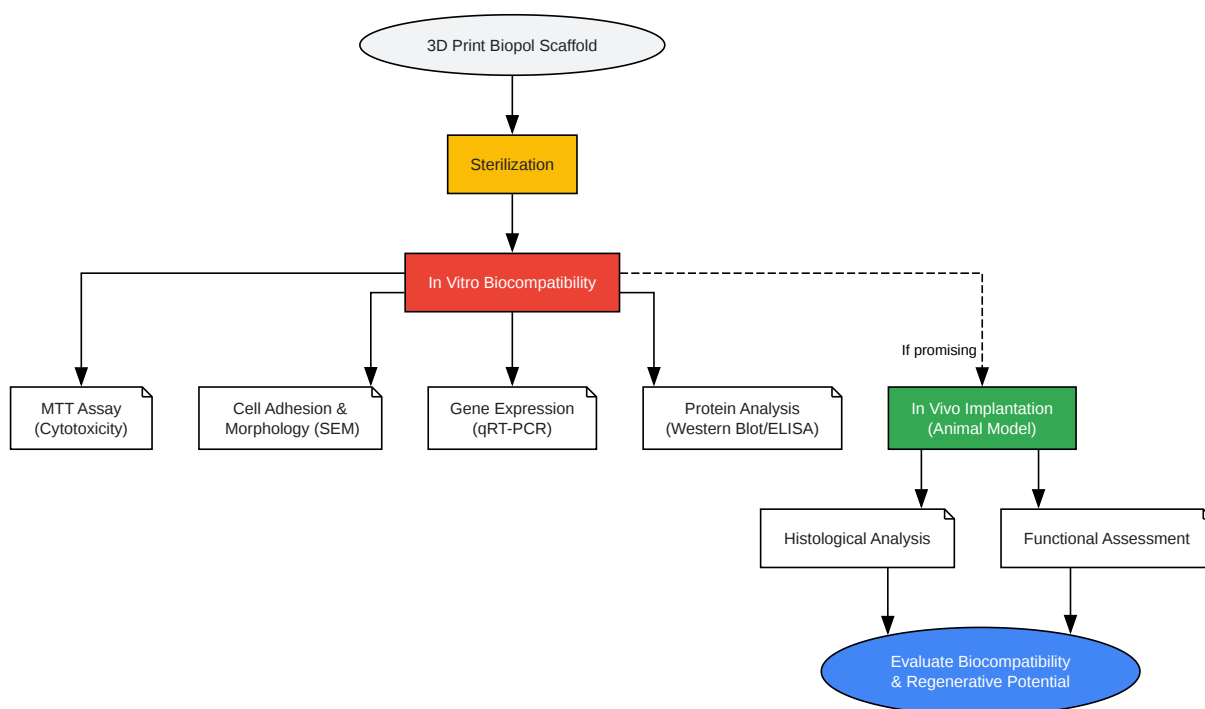 3D Print Biopol Scaffold
Sterilization
In Vitro Biocompatibility
If promising
MTT Assay
(Cytotoxicity)
Cell Adhesion &
Morphology (SEM)
Gene Expression
(qRT-PCR)
Protein Analysis
(Western Blot/ELISA)
In Vivo Implantation
(Animal Model)
Histological Analysis
Functional Assessment
Evaluate Biocompatibility
& Regenerative Potential